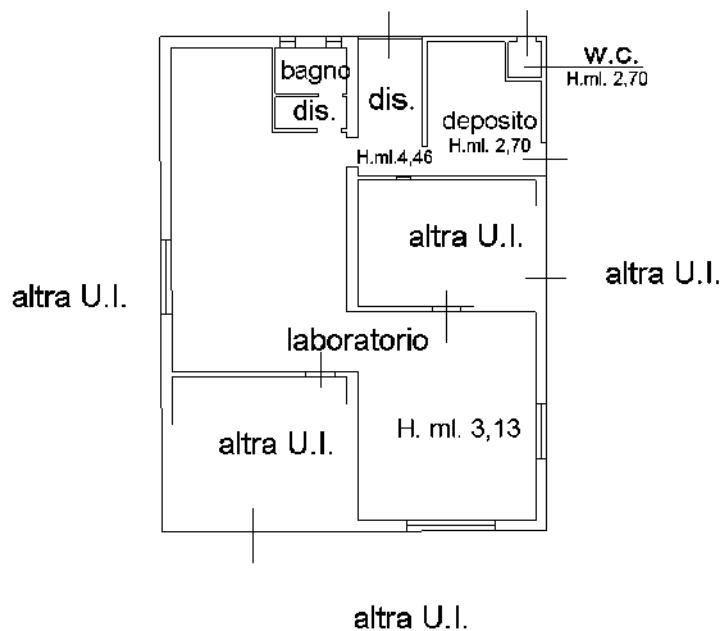 W.C.
H.ml. 2,70
bagno
dis.
dis.
deposito
H.ml. 2,70
H.ml.4,46
altra U.I.
altra U.I.
altra U.I.
laboratorio
altra U.I.
H. ml. 3,13
altra U.I.